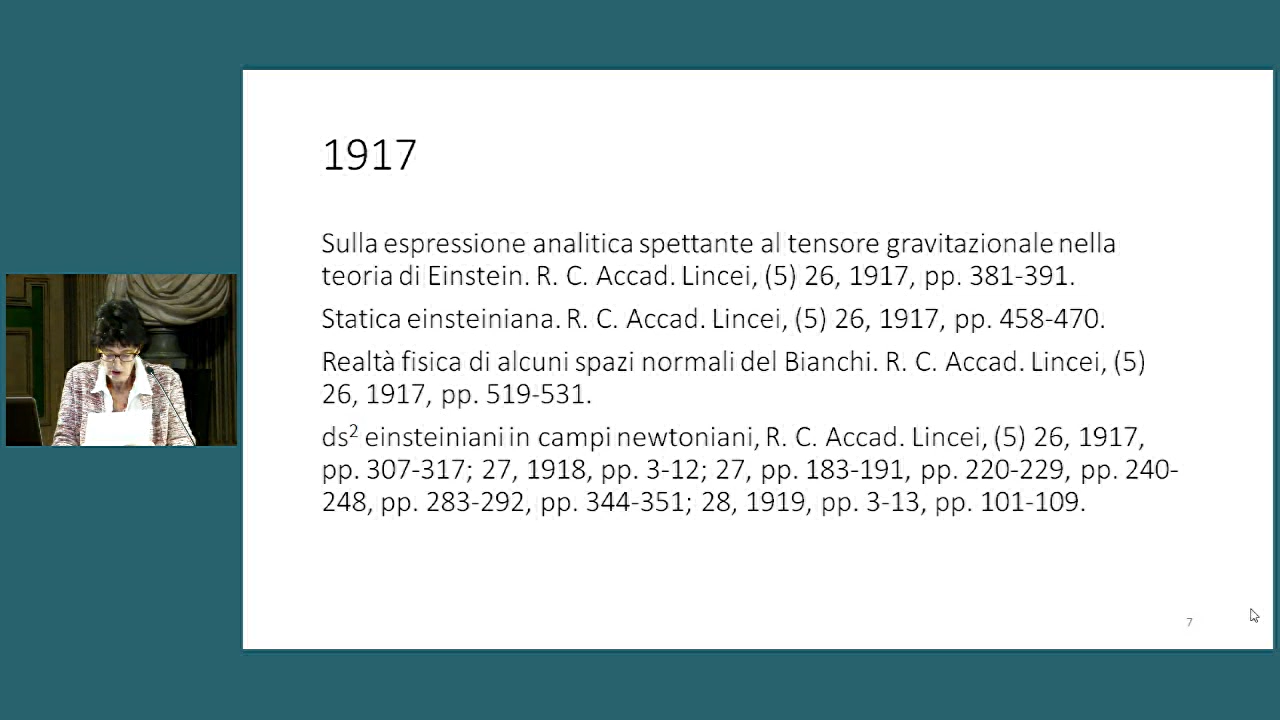 1917
Sulla espressione analitica spettante al tensore gravitazionale nella
teoria di Einstein. R. C. Accad. Lincei, (5) 26, 1917, pp. 381-391.
Statica einsteiniana. R. C. Accad. Lincei, (5) 26, 1917, pp. 458-470.
Realtà fisica di alcuni spazi normali del Bianchi. R. C. Accad. Lincei, (5)
26, 1917, pp. 519-531.
ds² einsteiniani in campi newtoniani, R. C. Accad. Lincei, (5) 26, 1917,
pp. 307-317; 27, 1918, pp. 3-12; 27, pp. 183-191, pp. 220-229, pp. 240-
248, pp. 283-292, pp. 344-351; 28, 1919, pp. 3-13, pp. 101-109.
7